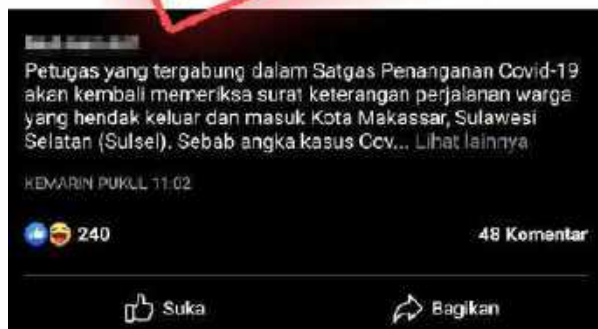 Petugas yang tergabung dalam Satgas Penanganan Covid-19
akan kembali memeriksa surat keterangan perjalanan warga
yang hendak keluar dan masuk Kota Makassar, Sulawesi
Selatan (Sulsel). Sebab angka kasus Cov... Lihat lainnya
KEMARIN PUKUL 11:02
240
48 Komentar
Suka
Bagikan